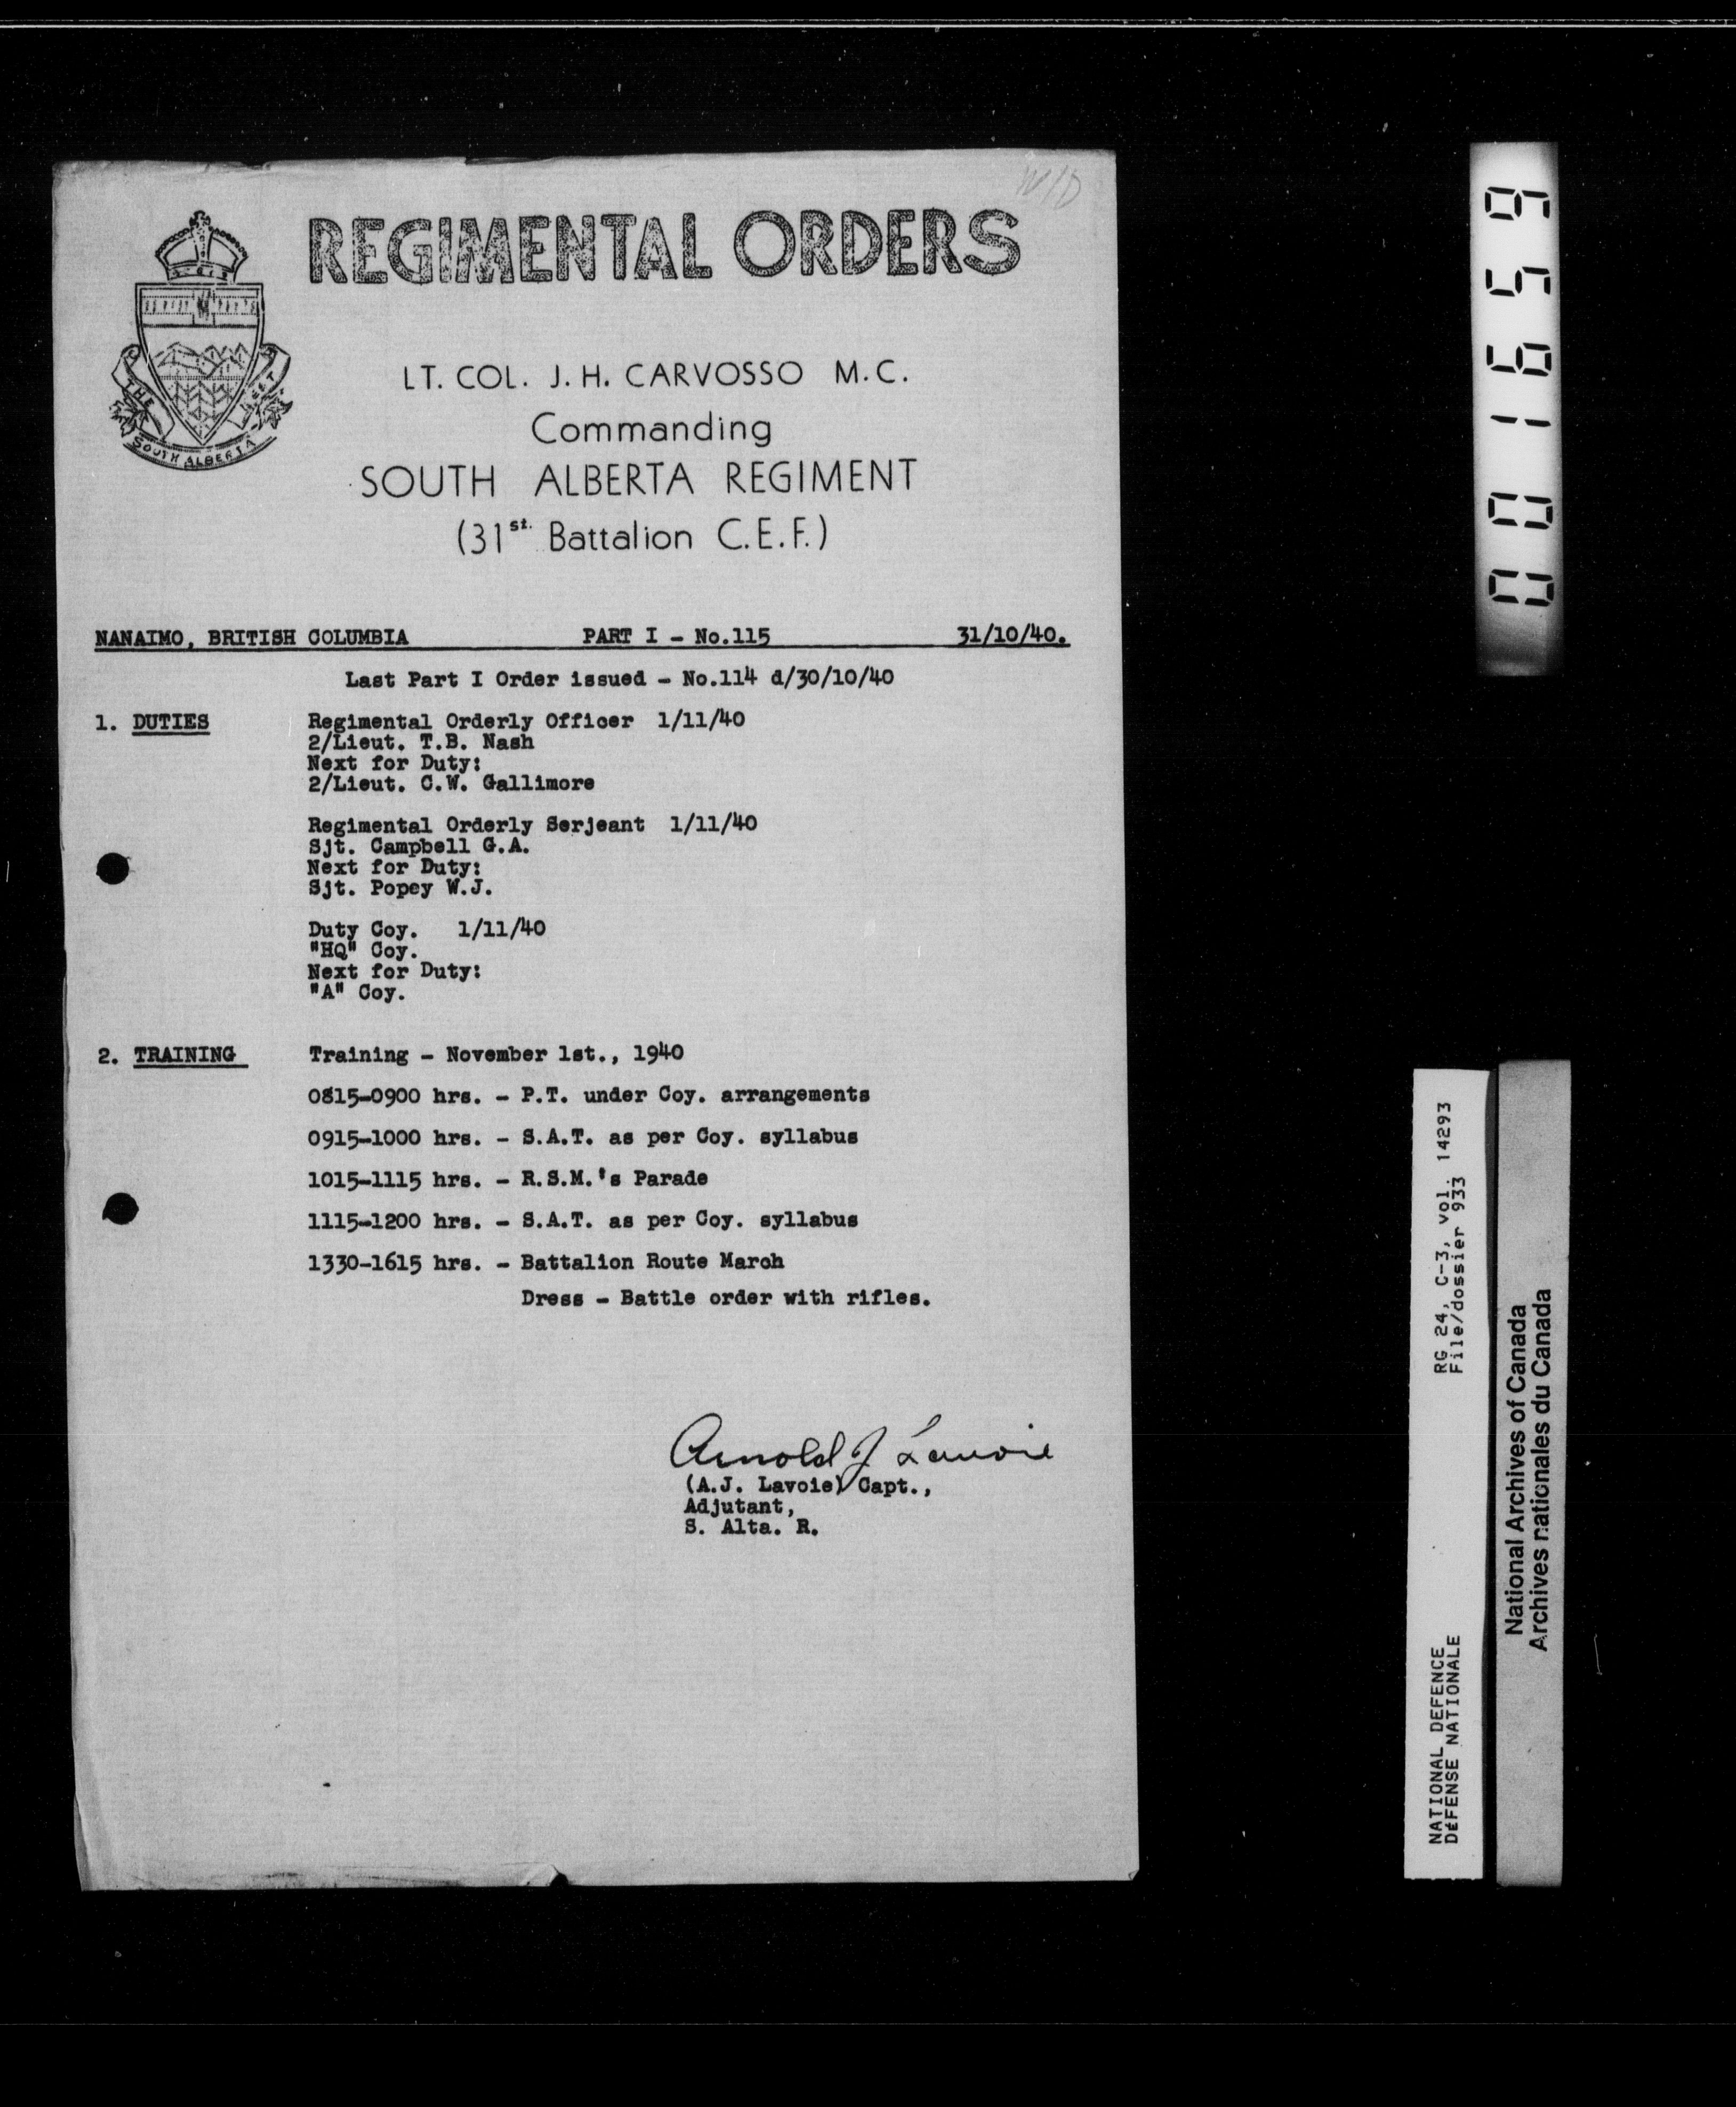 W/D
REGIMENTAL ORDERS
THE SOUTH ALBERTA REGT
LT. COL. J. H. CARVOSSO M.C.
Commanding
SOUTH ALBERTA REGIMENT
(31st. Battalion C.E.F.)
NANAIMO, BRITISH COLUMBIA PART I - No.115 31/10/40.
Last Part I Order issued - No.114 d/30/10/40
1. DUTIES Regimental Orderly Officer 1/11/40
2/Lieut. T.B. Nash
Next for Duty:
2/Lieut. C.W. Gallimore
Regimental Orderly Serjeant 1/11/40
Sjt. Campbell G.A.
Next for Duty:
Sjt. Popey W.J.
Duty Coy. 1/11/40
"HQ" Coy.
Next for Duty:
"A" Coy.
2. TRAINING Training - November 1st., 1940
0815-0900 hrs. - P.T. under Coy. arrangements
0915-1000 hrs. - S.A.T. as per Coy. syllabus
1015-1115 hrs. - R.S.M.'s Parade
1115-1200 hrs. - S.A.T. as per Coy. syllabus
1330-1615 hrs. - Battalion Route March
Dress - Battle order with rifles.
Arnold J Lavoie
(A.J. Lavoie) Capt.,
Adjutant,
S. Alta. R.
001659
NATIONAL DEFENCE RG 24, C-3, vol. 14293
DÉFENSE NATIONALE File/dossier 933
National Archives of Canada
Archives nationales du Canada